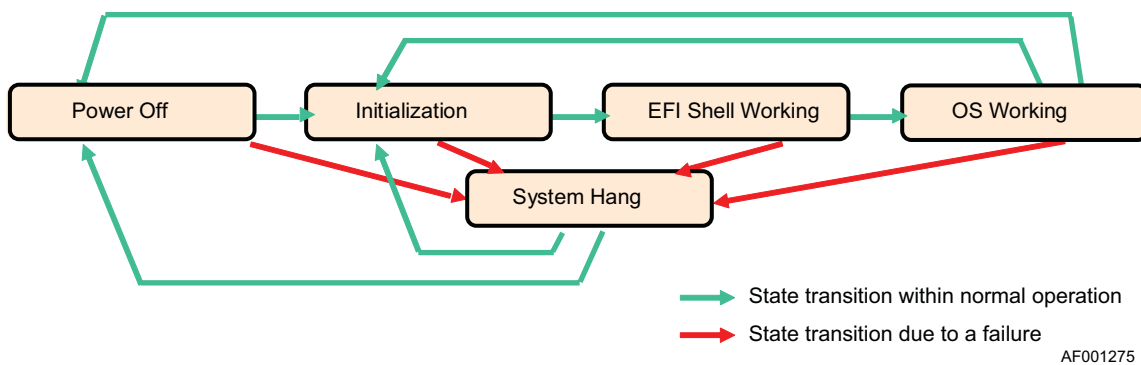 Power Off
Initialization
EFI Shell Working
OS Working
System Hang
State transition within normal operation
State transition due to a failure
AF001275